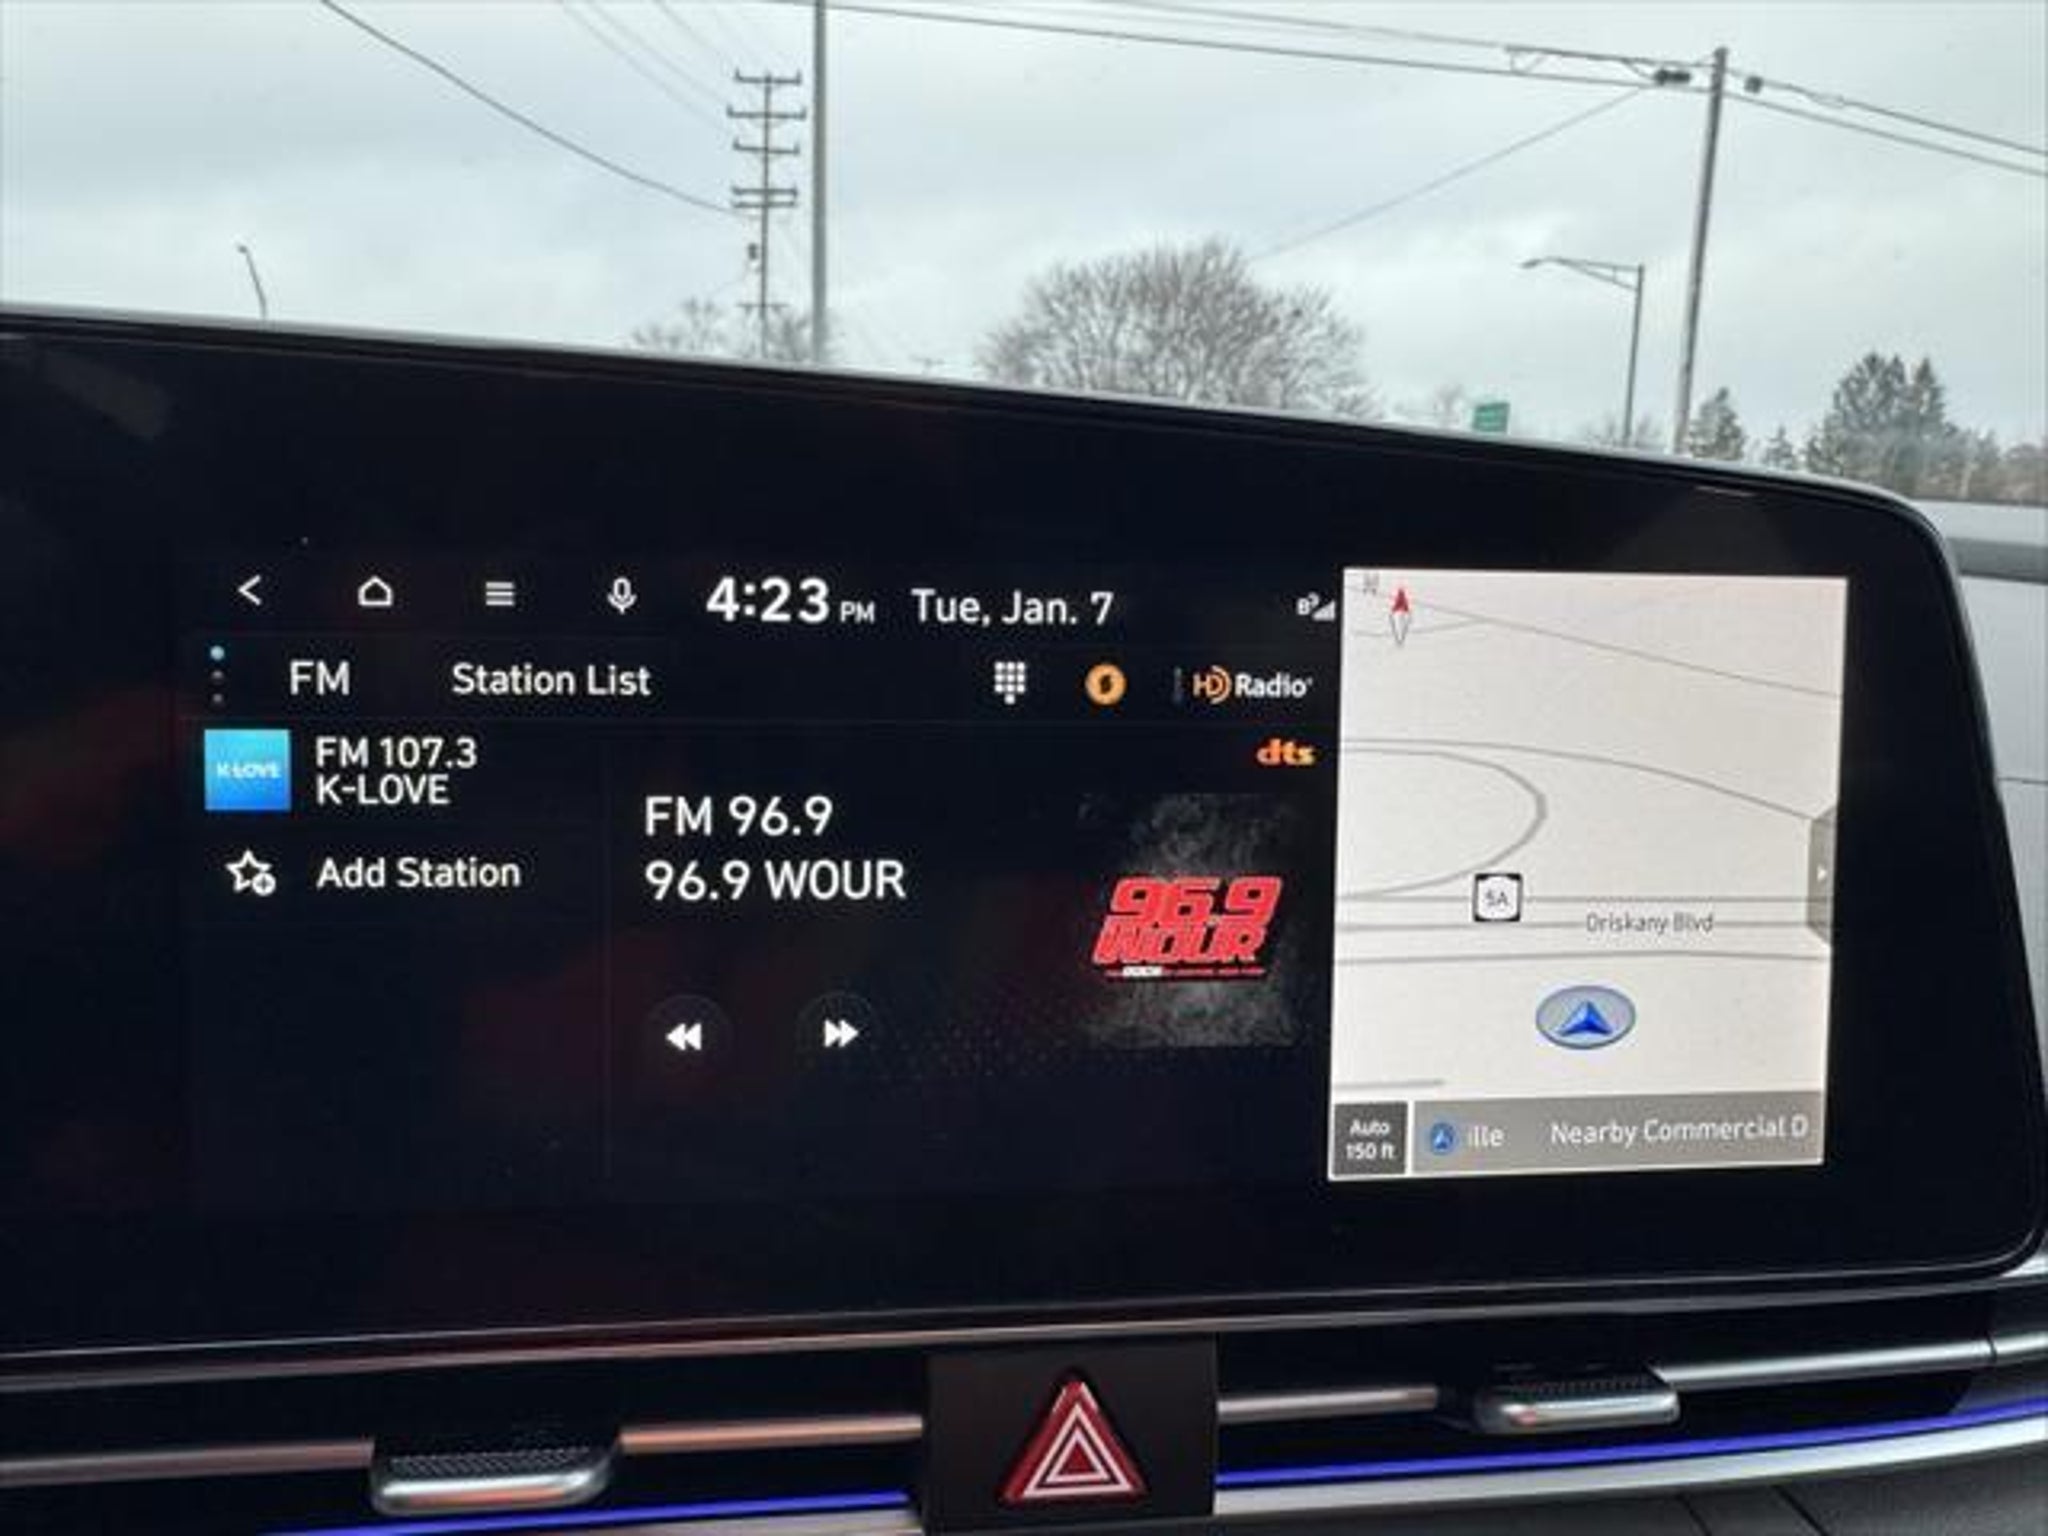 4:23 PM Tue, Jan. 7
FM Station List HD Radio
dts
K-LOVE
FM 107.3
K-LOVE
Add Station
FM 96.9
96.9 WOUR
96.9
WOUR
5A
Oriskany Blvd
Auto
150 ft
ille Nearby Commercial D